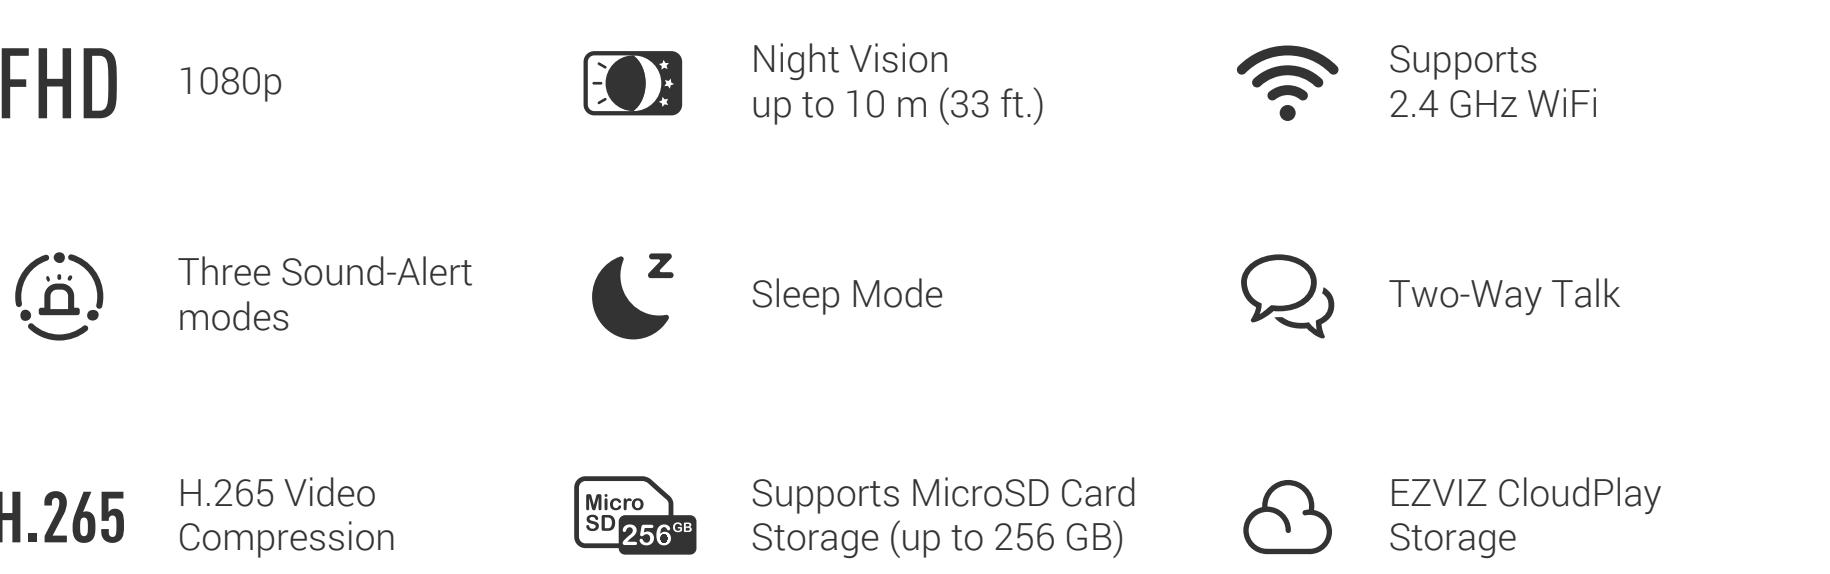 FHD
1080p
Night Vision
up to 10 m (33 ft.)
Supports
2.4 GHz WiFi
Three Sound-Alert
modes
Z
Sleep Mode
Two-Way Talk
H.265
H.265 Video
Compression
Micro
SD
256GB
Supports MicroSD Card
Storage (up to 256 GB)
EZVIZ CloudPlay
Storage